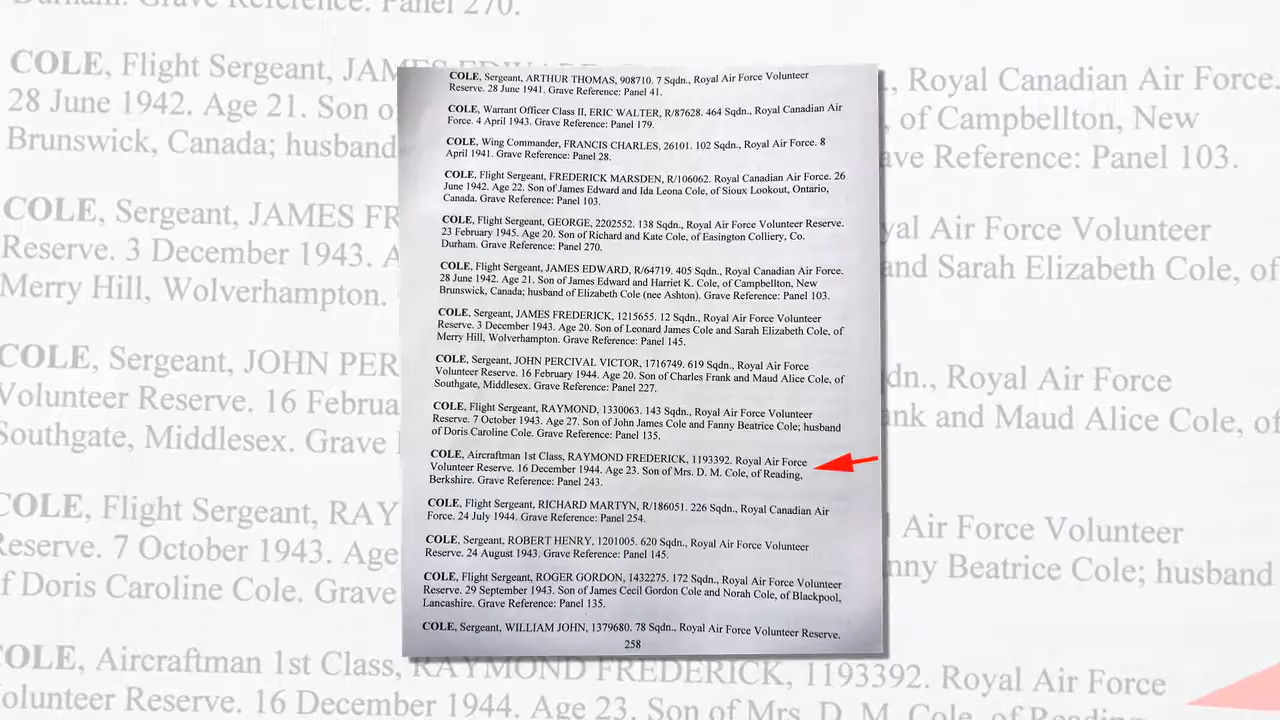 Durham. Grave Reference: Panel 270.
COLE, Flight Sergeant, JAM
, Royal Canadian Air Force.
28 June 1942. Age 21. Son o
, of Campbellton, New
Brunswick, Canada; husband
ave Reference: Panel 103.
COLE, Sergeant, JAMES FR
yal Air Force Volunteer
Reserve. 3 December 1943. A
and Sarah Elizabeth Cole, of
Merry Hill, Wolverhampton.
COLE, Sergeant, JOHN PER
dn., Royal Air Force
Volunteer Reserve. 16 Februa
nk and Maud Alice Cole, of
Southgate, Middlesex. Grave
COLE, Flight Sergeant, RAY
l Air Force Volunteer
Reserve. 7 October 1943. Age
nny Beatrice Cole; husband
of Doris Caroline Cole. Grave
COLE, Aircraftman 1st Class, RAYMOND FREDERICK, 1193392. Royal Air Force
Volunteer Reserve. 16 December 1944. Age 23. Son of Mrs. D. M. Cole, of Reading,
COLE, Sergeant, ARTHUR THOMAS, 908710. 7 Sqdn., Royal Air Force Volunteer
Reserve. 28 June 1941. Grave Reference: Panel 41.
COLE, Warrant Officer Class II, ERIC WALTER, R/87628. 464 Sqdn., Royal Canadian Air
Force. 4 April 1943. Grave Reference: Panel 179.
COLE, Wing Commander, FRANCIS CHARLES, 26101. 102 Sqdn., Royal Air Force. 8
April 1941. Grave Reference: Panel 28.
COLE, Flight Sergeant, FREDERICK MARSDEN, R/106062. Royal Canadian Air Force. 26
June 1942. Age 22. Son of James Edward and Ida Leona Cole, of Sioux Lookout, Ontario,
Canada. Grave Reference: Panel 103.
COLE, Flight Sergeant, GEORGE, 2202552. 138 Sqdn., Royal Air Force Volunteer Reserve.
23 February 1945. Age 20. Son of Richard and Kate Cole, of Easington Colliery, Co.
Durham. Grave Reference: Panel 270.
COLE, Flight Sergeant, JAMES EDWARD, R/64719. 405 Sqdn., Royal Canadian Air Force.
28 June 1942. Age 21. Son of James Edward and Harriet K. Cole, of Campbellton, New
Brunswick, Canada; husband of Elizabeth Cole (nee Ashton). Grave Reference: Panel 103.
COLE, Sergeant, JAMES FREDERICK, 1215655. 12 Sqdn., Royal Air Force Volunteer
Reserve. 3 December 1943. Age 20. Son of Leonard James Cole and Sarah Elizabeth Cole, of
Merry Hill, Wolverhampton. Grave Reference: Panel 145.
COLE, Sergeant, JOHN PERCIVAL VICTOR, 1716749. 619 Sqdn., Royal Air Force
Volunteer Reserve. 16 February 1944. Age 20. Son of Charles Frank and Maud Alice Cole, of
Southgate, Middlesex. Grave Reference: Panel 227.
COLE, Flight Sergeant, RAYMOND, 1330063. 143 Sqdn., Royal Air Force Volunteer
Reserve. 7 October 1943. Age 27. Son of John James Cole and Fanny Beatrice Cole; husband
of Doris Caroline Cole. Grave Reference: Panel 135.
COLE, Aircraftman 1st Class, RAYMOND FREDERICK, 1193392. Royal Air Force
Volunteer Reserve. 16 December 1944. Age 23. Son of Mrs. D. M. Cole, of Reading,
Berkshire. Grave Reference: Panel 243.
COLE, Flight Sergeant, RICHARD MARTYN, R/186051. 226 Sqdn., Royal Canadian Air
Force. 24 July 1944. Grave Reference: Panel 254.
COLE, Sergeant, ROBERT HENRY, 1201005. 620 Sqdn., Royal Air Force Volunteer
Reserve. 24 August 1943. Grave Reference: Panel 145.
COLE, Flight Sergeant, ROGER GORDON, 1432275. 172 Sqdn., Royal Air Force Volunteer
Reserve. 29 September 1943. Son of James Cecil Gordon Cole and Norah Cole, of Blackpool,
Lancashire. Grave Reference: Panel 135.
COLE, Sergeant, WILLIAM JOHN, 1379680. 78 Sqdn., Royal Air Force Volunteer Reserve.
258